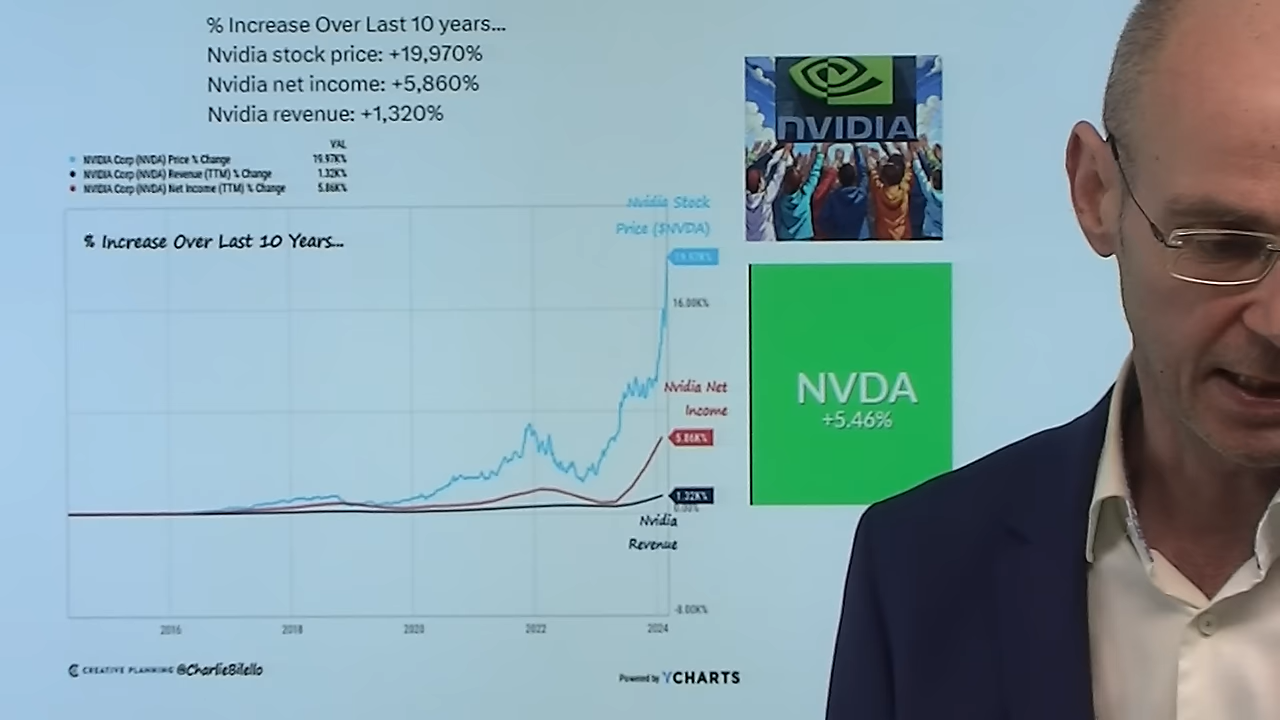 % Increase Over Last 10 years...
Nvidia stock price: +19,970%
Nvidia net income: +5,860%
Nvidia revenue: +1,320%
VAL
NVIDIA Corp (NVDA) Price % Change 19.97K%
NVIDIA Corp (NVDA) Revenue (TTM) % Change 1.32K%
NVIDIA Corp (NVDA) Net Income (TTM) % Change 5.86K%
% Increase Over Last 10 Years...
Nvidia Stock
Price ($NVDA)
19.97K%
16.00K%
Nvidia Net
Income
5.86K%
1.32K%
0.00%
Nvidia
Revenue
-8.00K%
2016 2018 2020 2022 2024
CREATIVE PLANNING @CharlieBilello
Powered by YCHARTS
NVIDIA
NVDA
+5.46%